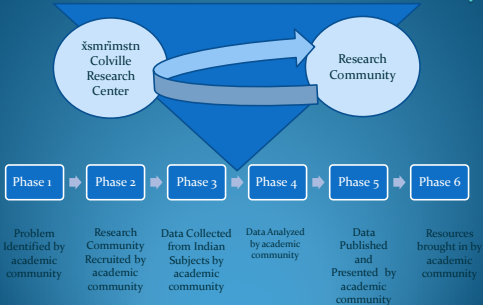 x̌smrím̓stn
Colville
Research
Center
Research
Community
Phase 1
Phase 2
Phase 3
Phase 4
Phase 5
Phase 6
Problem
Identified by
academic
community
Research
Community
Recruited by
academic
community
Data Collected
from Indian
Subjects by
academic
community
Data Analyzed
by academic
community
Data
Published
and
Presented by
academic
community
Resources
brought in by
academic
community